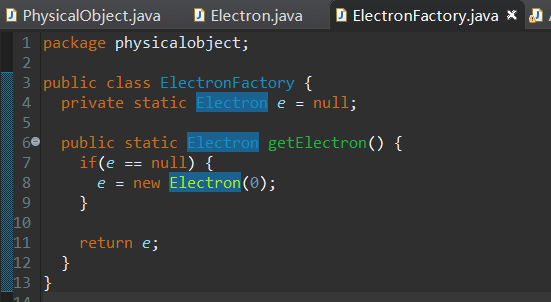 PhysicalObject.java Electron.java ElectronFactory.java
1 package physicalobject;
2
3 public class ElectronFactory {
4 private static Electron e = null;
5
6 public static Electron getElectron() {
7 if(e == null) {
8 e = new Electron(0);
9 }
10
11 return e;
12 }
13 }